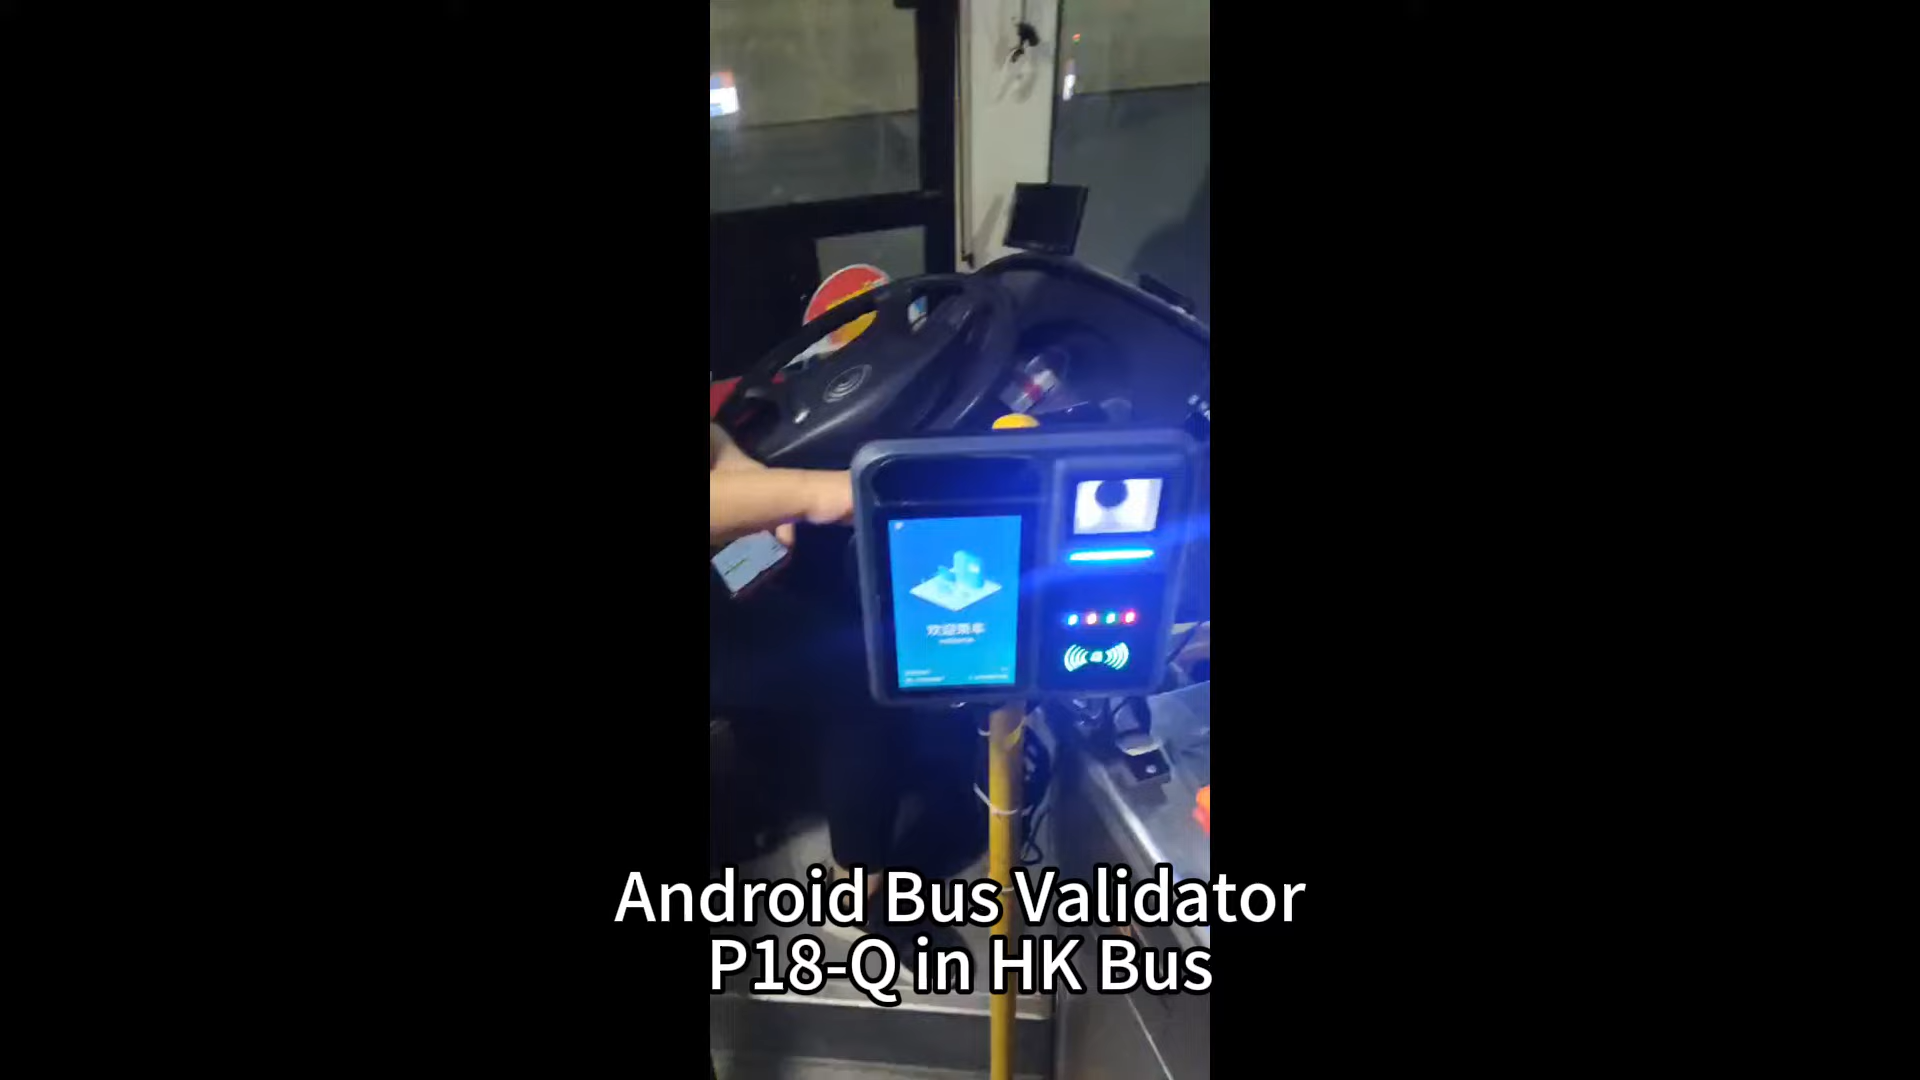 欢迎乘车
Android Bus Validator
P18-Q in HK Bus